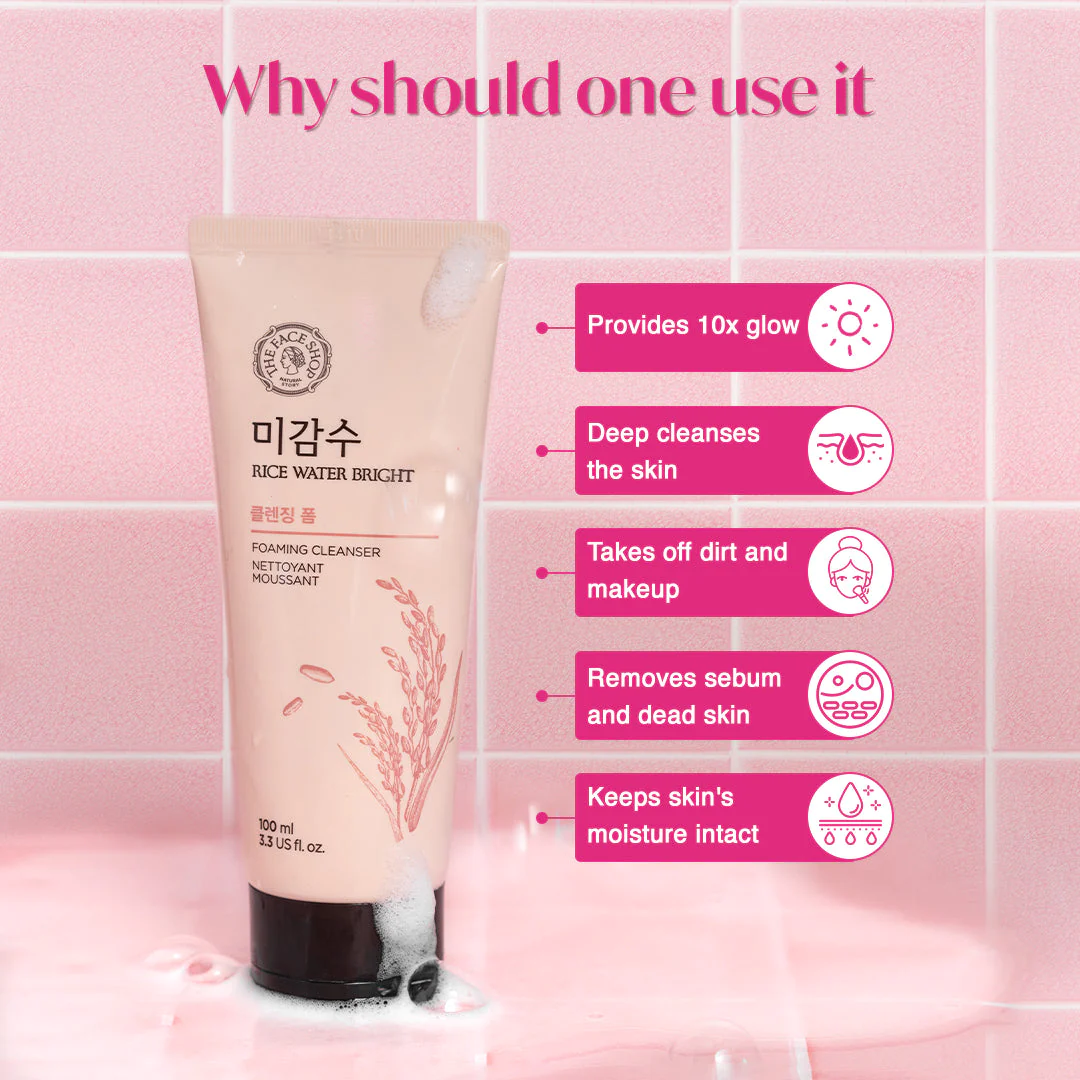 Why should one use it
THE FACE SHOP
NATURAL
STORY
미감수
RICE WATER BRIGHT
클렌징 폼
FOAMING CLEANSER
NETTOYANT
MOUSSANT
100 ml
3.3 US fl. oz.
Provides 10x glow
Deep cleanses
the skin
Takes off dirt and
makeup
Removes sebum
and dead skin
Keeps skin's
moisture intact